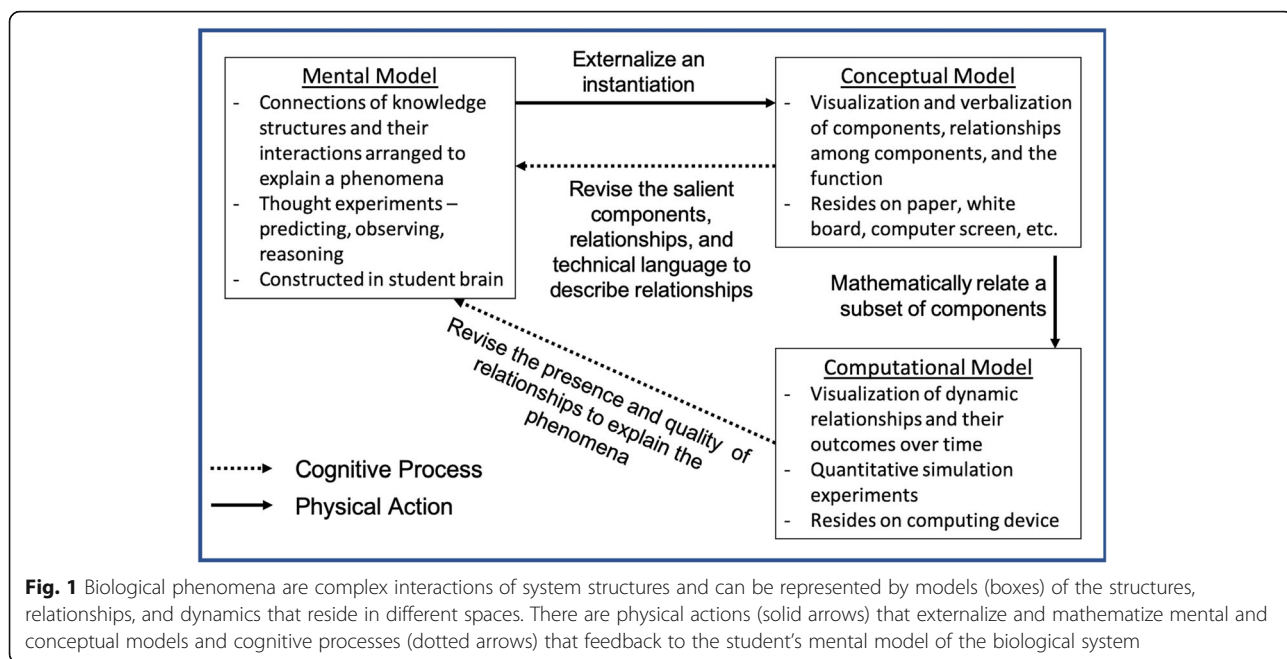 Mental Model
- Connections of knowledge
structures and their
interactions arranged to
explain a phenomena
- Thought experiments –
predicting, observing,
reasoning
- Constructed in student brain
Externalize an
instantiation
Conceptual Model
- Visualization and verbalization
of components, relationships
among components, and the
function
- Resides on paper, white
board, computer screen, etc.
Revise the salient
components,
relationships, and
technical language to
describe relationships
Mathematically relate a
subset of components
Computational Model
- Visualization of dynamic
relationships and their
outcomes over time
- Quantitative simulation
experiments
- Resides on computing device
Revise the presence and quality of
relationships to explain the
phenomena
Cognitive Process
Physical Action
Fig. 1 Biological phenomena are complex interactions of system structures and can be represented by models (boxes) of the structures,
relationships, and dynamics that reside in different spaces. There are physical actions (solid arrows) that externalize and mathematize mental and
conceptual models and cognitive processes (dotted arrows) that feedback to the student's mental model of the biological system